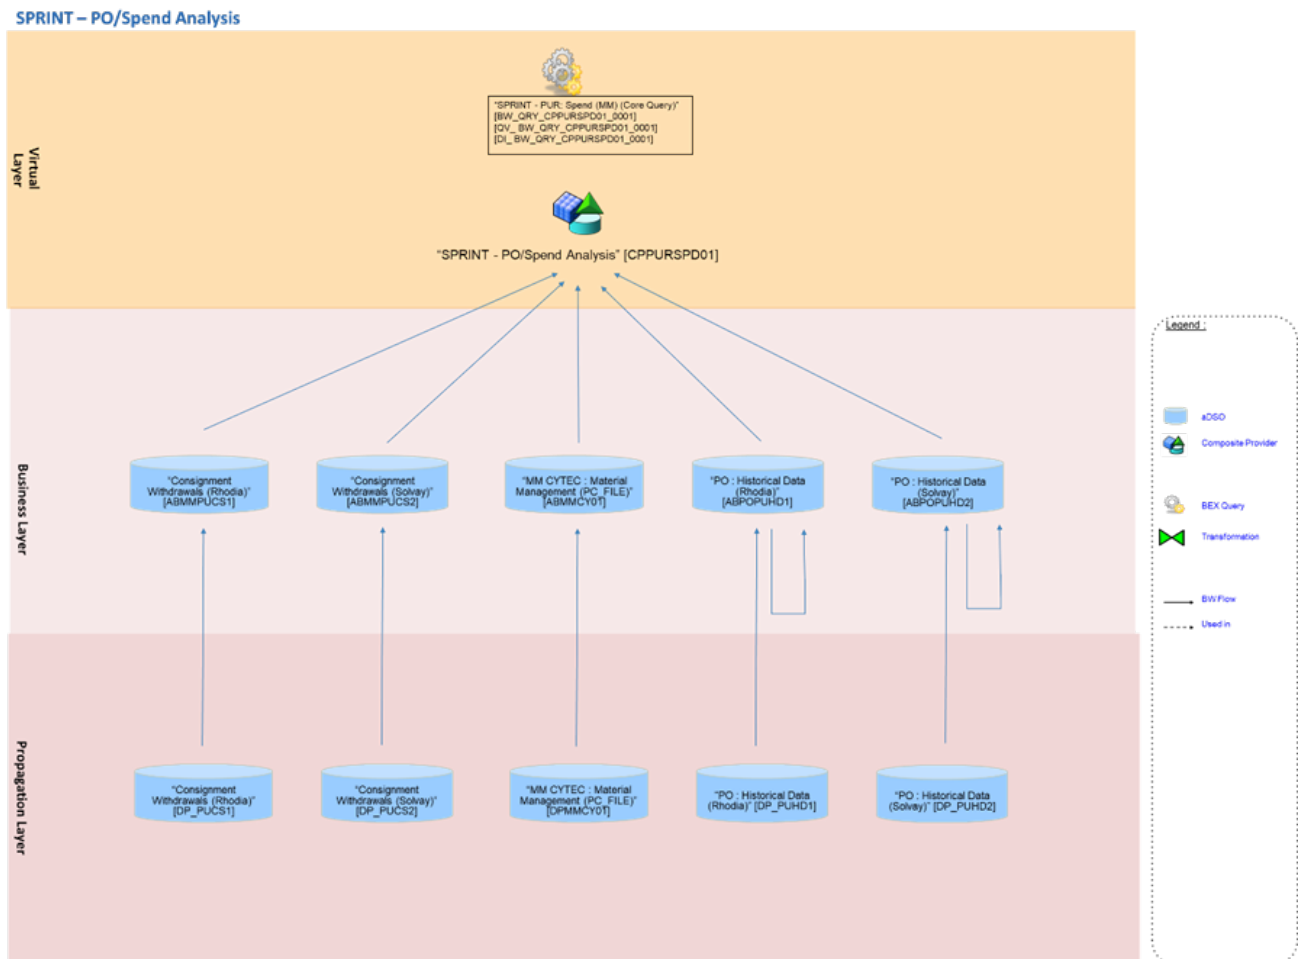 SPRINT – PO/Spend Analysis
Virtual
Layer
"SPRINT - PUR: Spend (MM) (Core Query)"
[BW_QRY_CPPURSPD01_0001]
[QV_ BW_QRY_CPPURSPD01_0001]
[DI_ BW_QRY_CPPURSPD01_0001]
"SPRINT - PO/Spend Analysis" [CPPURSPD01]
Business Layer
"Consignment
Withdrawals (Rhodia)"
[ABMMPUCS1]
"Consignment
Withdrawals (Solvay)"
[ABMMPUCS2]
"MM CYTEC : Material
Management (PC_FILE)"
[ABMMCY01]
"PO : Historical Data
(Rhodia)"
[ABPOPUHD1]
"PO : Historical Data
(Solvay)"
[ABPOPUHD2]
Propagation Layer
"Consignment
Withdrawals (Rhodia)"
[DP_PUCS1]
"Consignment
Withdrawals (Solvay)"
[DP_PUCS2]
"MM CYTEC : Material
Management (PC_FILE)"
[DPMMCY01]
"PO : Historical Data
(Rhodia)" [DP_PUHD1]
"PO : Historical Data
(Solvay)" [DP_PUHD2]
Legend :
aDSO
Composite Provider
BEX Query
Transformation
BW Flow
Used in